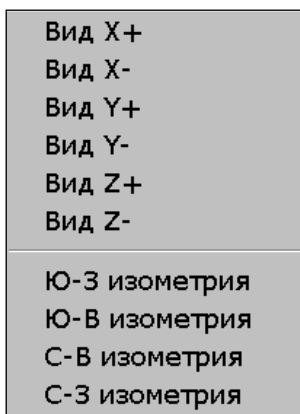 Вид X+
Вид X-
Вид Y+
Вид Y-
Вид Z+
Вид Z-
Ю-З изометрия
Ю-В изометрия
С-В изометрия
С-З изометрия